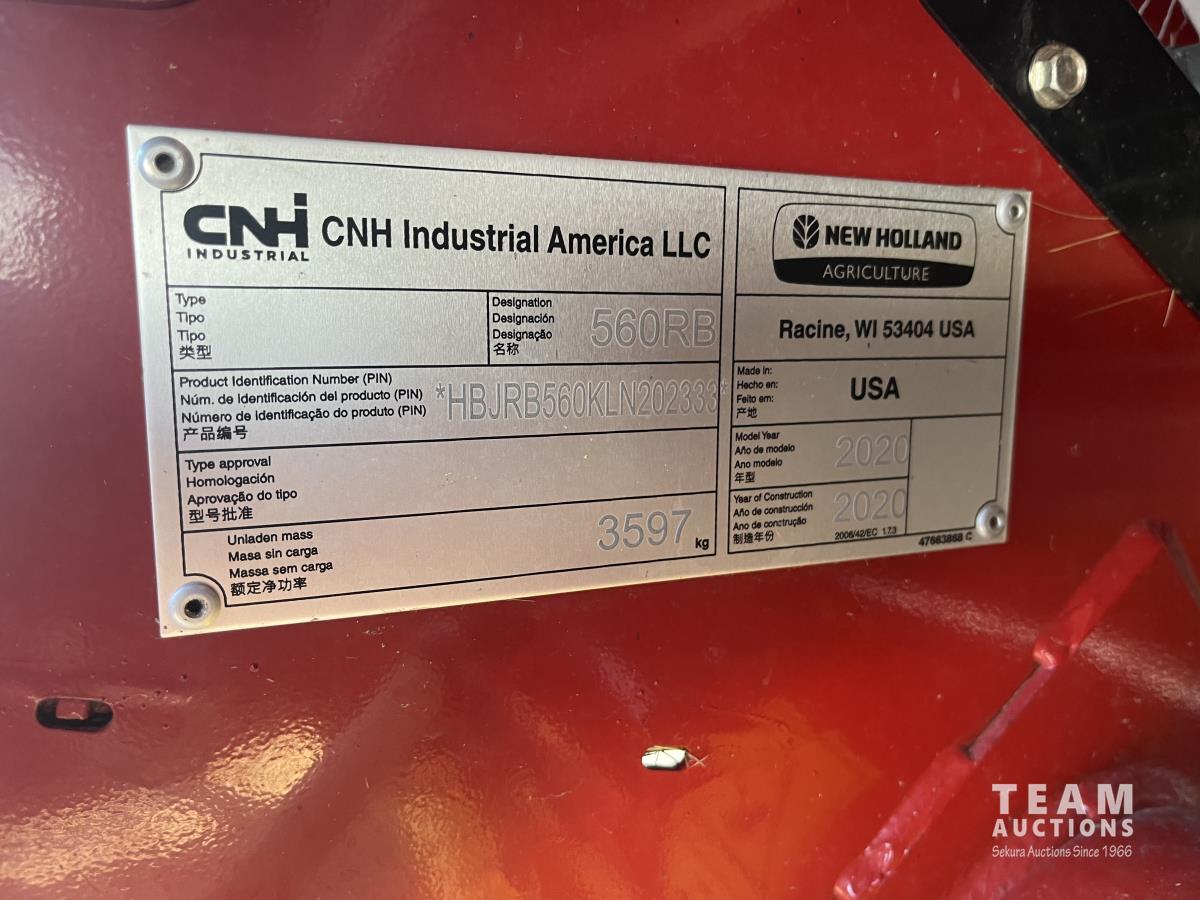 CNH INDUSTRIAL
CNH Industrial America LLC
NEW HOLLAND
AGRICULTURE
Type
Tipo
Tipo
类型
Designation
Designación
Designação
名称
560RB
Racine, WI 53404 USA
Product Identification Number (PIN)
Núm. de identificación del producto (PIN)
Número de identificação do produto (PIN)
产品编号
*HBJRB560KLN202333*
Made in:
Hecho en:
Feito em:
产地
USA
Type approval
Homologación
Aprovação do tipo
型号批准
Model Year
Año de modelo
Ano modelo
年型
2020
Unladen mass
Masa sin carga
Massa sem carga
额定净功率
3597 kg
Year of Construction
Año de construcción
Ano de construção
制造年份
2020
2006/42/EC 1.7.3
47683868 C
TEAM
AUCTIONS
Sekura Auctions Since 1966